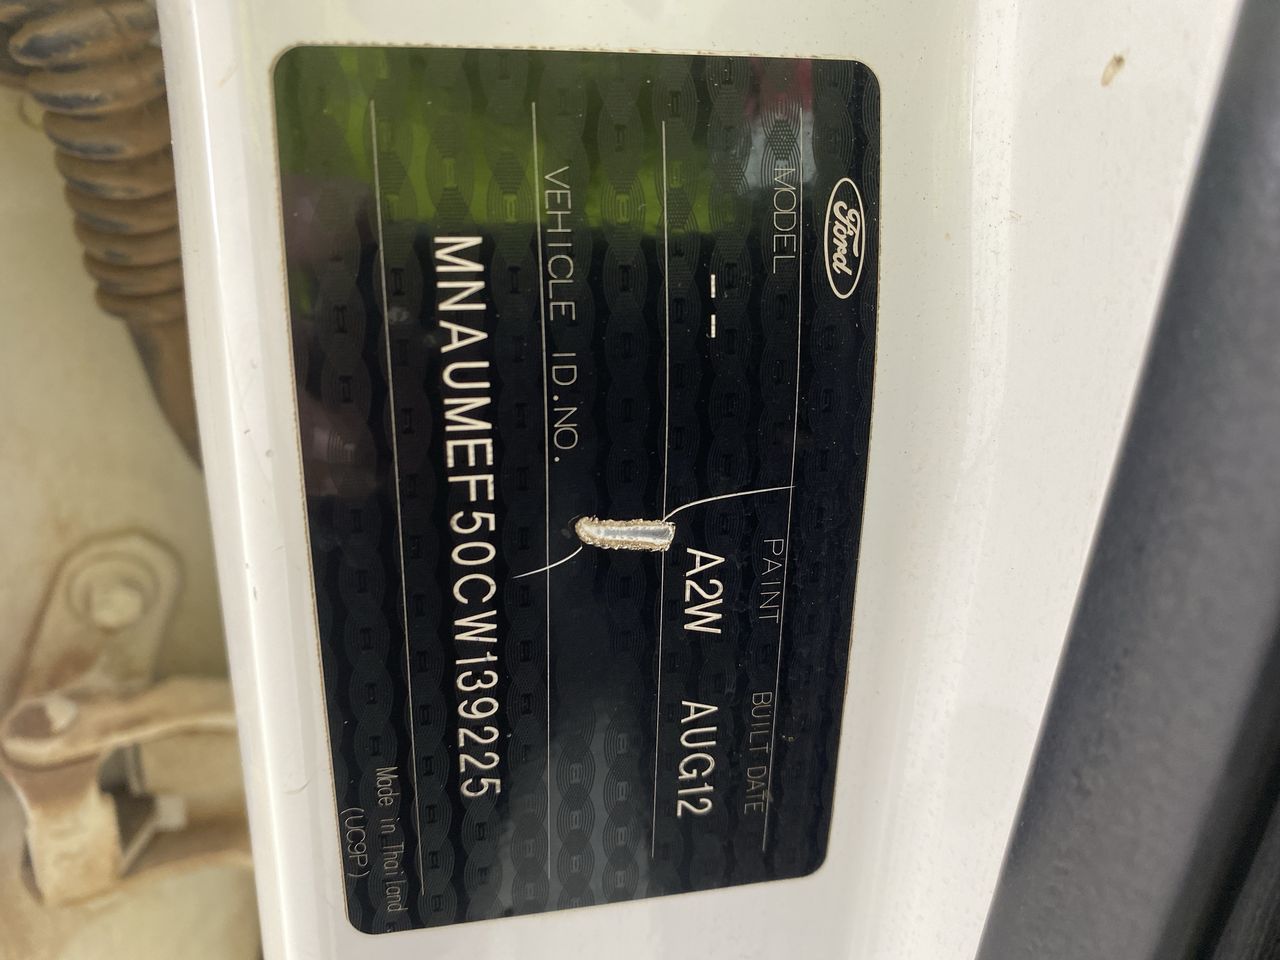 Ford
MODEL PAINT BUILT DATE
-- A2W AUG12
VEHICLE ID.NO.
MNAUMEF50CW139225
Made in Thailand
(UC9P)